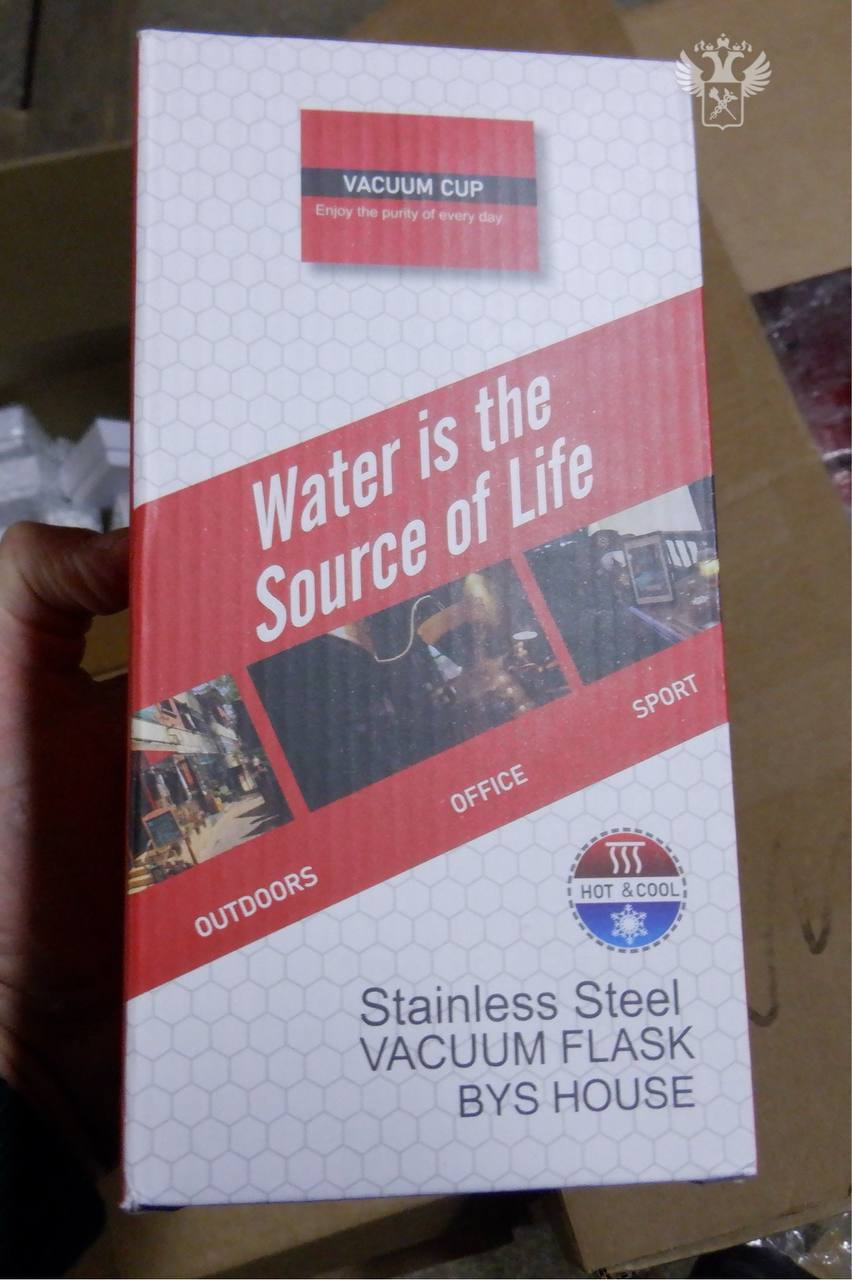 VACUUM CUP
Enjoy the purity of every day
Water is the
Source of Life
OUTDOORS
OFFICE
SPORT
HOT & COOL
Stainless Steel
VACUUM FLASK
BYS HOUSE